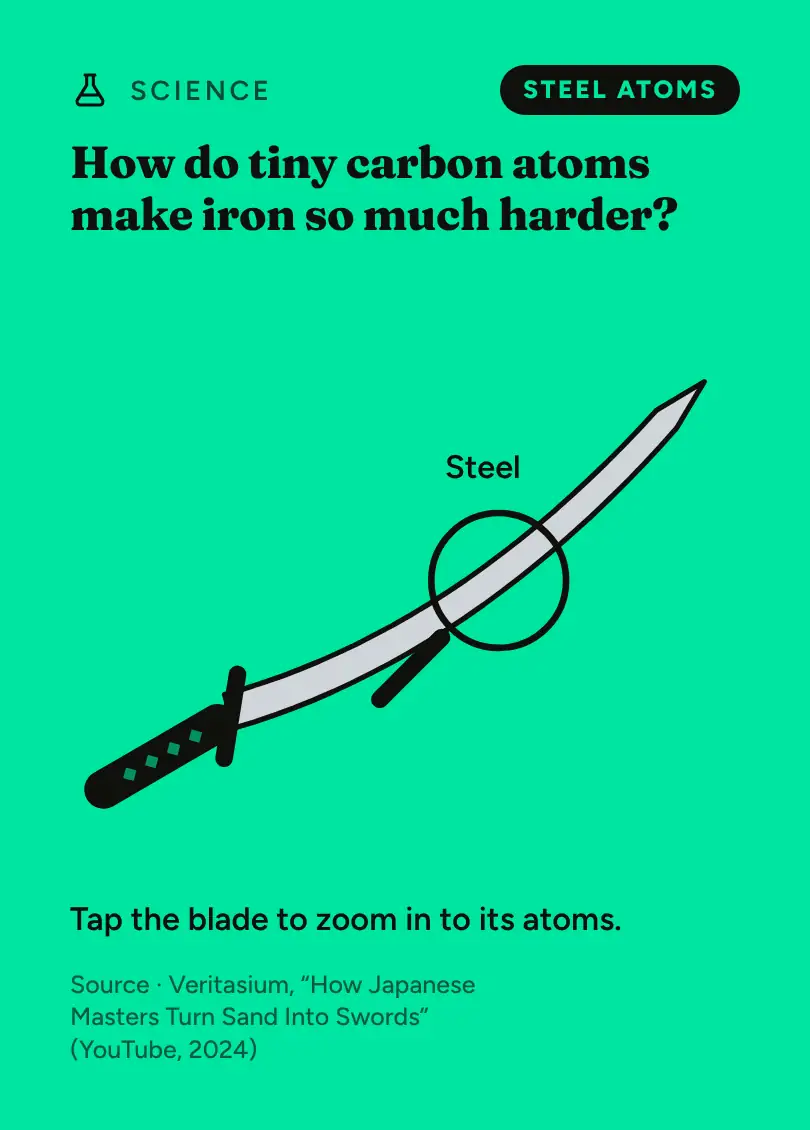 SCIENCE
STEEL ATOMS
How do tiny carbon atoms
make iron so much harder?
Steel
Tap the blade to zoom in to its atoms.
Source · Veritasium, “How Japanese
Masters Turn Sand Into Swords”
(YouTube, 2024)